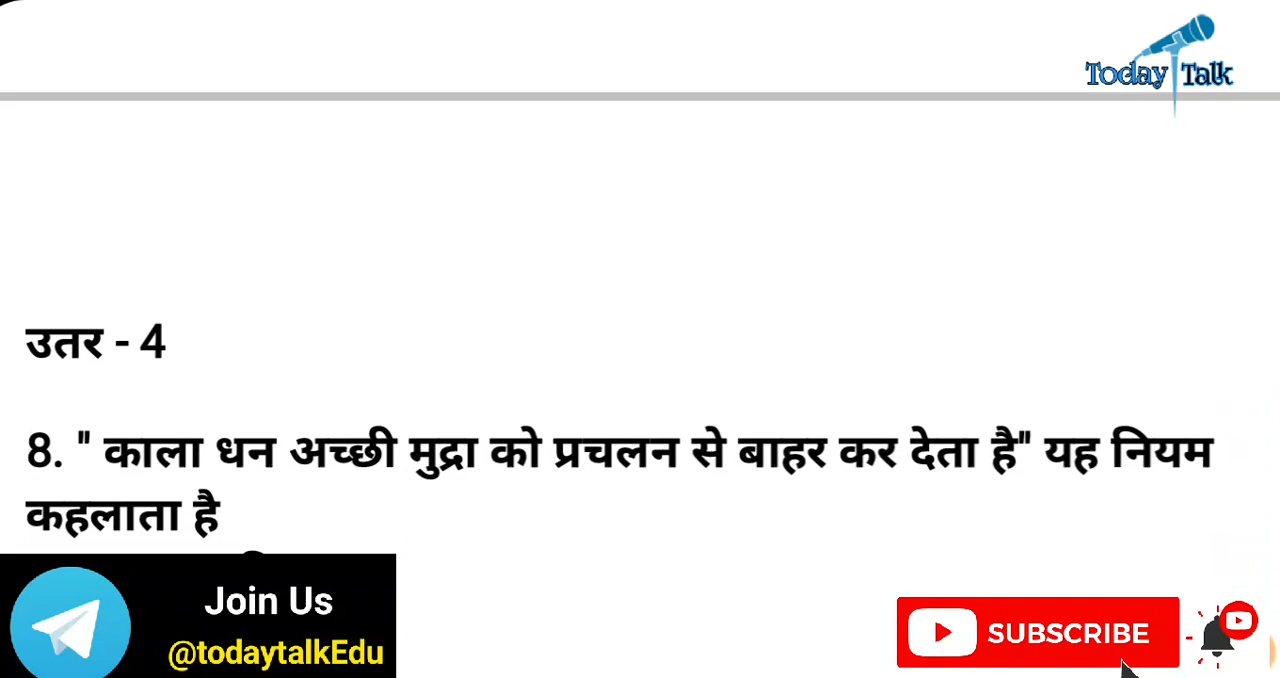 Today Talk
उतर - 4
8. " काला धन अच्छी मुद्रा को प्रचलन से बाहर कर देता है" यह नियम
कहलाता है
Join Us
@todaytalkEdu
SUBSCRIBE